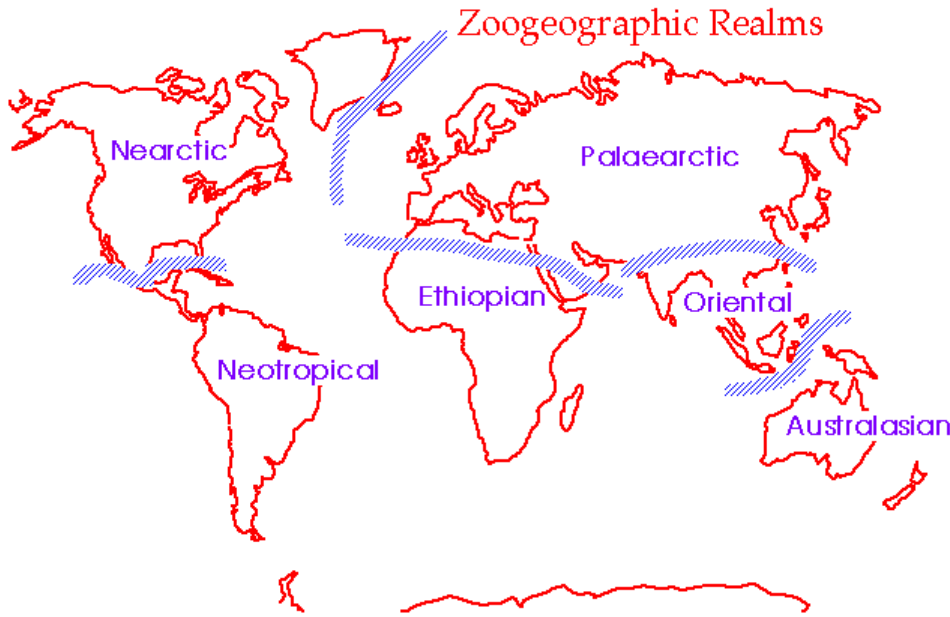 Zoogeographic Realms
Nearctic
Palaearctic
Ethiopian
Oriental
Neotropical
Australasian